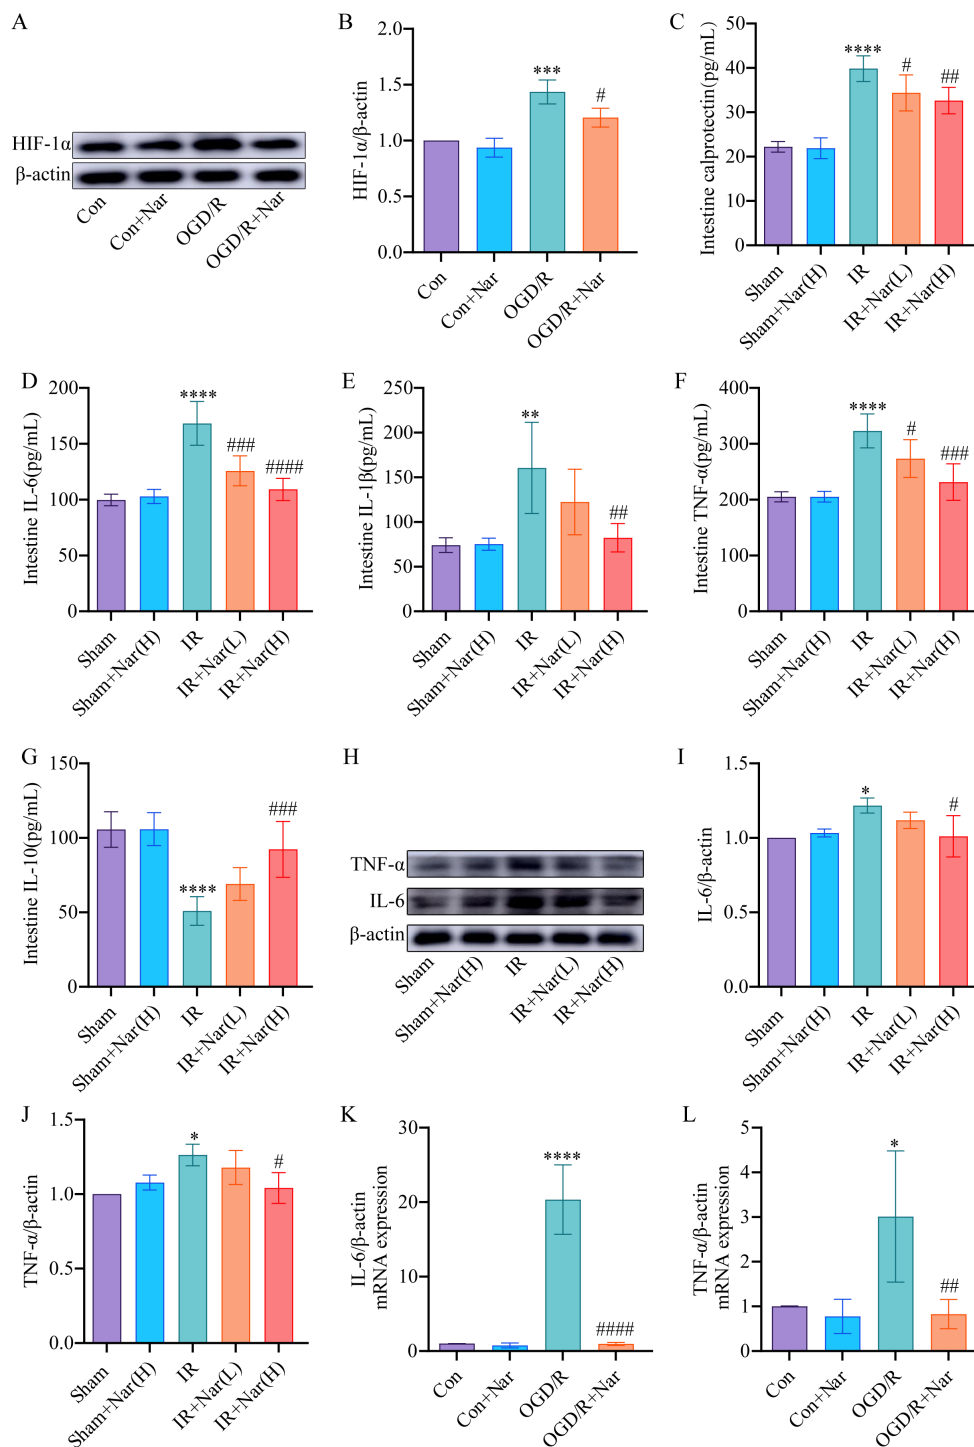 A
HIF-1α
β-actin
Con
Con+Nar
OGD/R
OGD/R+Nar
B
HIF-1α/β-actin
1.5
2.0
1.0
0.5
0.0
***
#
Con
Con+Nar
OGD/R
OGD/R+Nar
C
Intestine calprotectin(pg/mL)
50
40
30
20
10
0
****
#
##
Sham
Sham+Nar(H)
IR
IR+Nar(L)
IR+Nar(H)
D
Intestine IL-6(pg/mL)
200
150
100
50
0
****
###
####
Sham
Sham+Nar(H)
IR
IR+Nar(L)
IR+Nar(H)
E
Intestine IL-1β(pg/mL)
250
200
150
100
50
0
**
##
Sham
Sham+Nar(H)
IR
IR+Nar(L)
IR+Nar(H)
F
Intestine TNF-α(pg/mL)
400
300
200
100
0
****
#
###
Sham
Sham+Nar(H)
IR
IR+Nar(L)
IR+Nar(H)
G
Intestine IL-10(pg/mL)
150
100
50
0
****
###
Sham
Sham+Nar(H)
IR
IR+Nar(L)
IR+Nar(H)
H
TNF-α
IL-6
β-actin
Sham
Sham+Nar(H)
IR
IR+Nar(L)
IR+Nar(H)
I
IL-6/β-actin
1.5
1.0
0.5
0.0
*
#
Sham
Sham+Nar(H)
IR
IR+Nar(L)
IR+Nar(H)
J
TNF-α/β-actin
1.5
1.0
0.5
0.0
*
#
Sham
Sham+Nar(H)
IR
IR+Nar(L)
IR+Nar(H)
K
IL-6/β-actin
mRNA expression
30
20
10
0
****
####
Con
Con+Nar
OGD/R
OGD/R+Nar
L
TNF-α/β-actin
mRNA expression
5
4
3
2
1
0
*
##
Con
Con+Nar
OGD/R
OGD/R+Nar